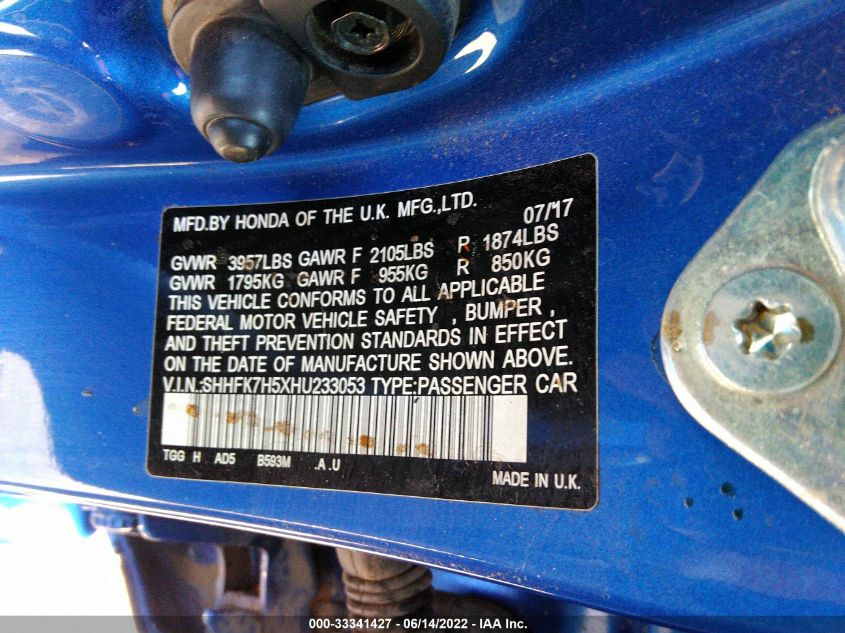 MFD.BY HONDA OF THE U.K. MFG.,LTD. 07/17
GVWR 3957LBS GAWR F 2105LBS R 1874LBS
GVWR 1795KG GAWR F 955KG R 850KG
THIS VEHICLE CONFORMS TO ALL APPLICABLE
FEDERAL MOTOR VEHICLE SAFETY , BUMPER ,
AND THEFT PREVENTION STANDARDS IN EFFECT
ON THE DATE OF MANUFACTURE SHOWN ABOVE.
V.I.N.:SHHFK7H5XHU233053 TYPE:PASSENGER CAR
TGG H AD5 B593M .A .U
MADE IN U.K.
000-33341427 - 06/14/2022 - IAA Inc.